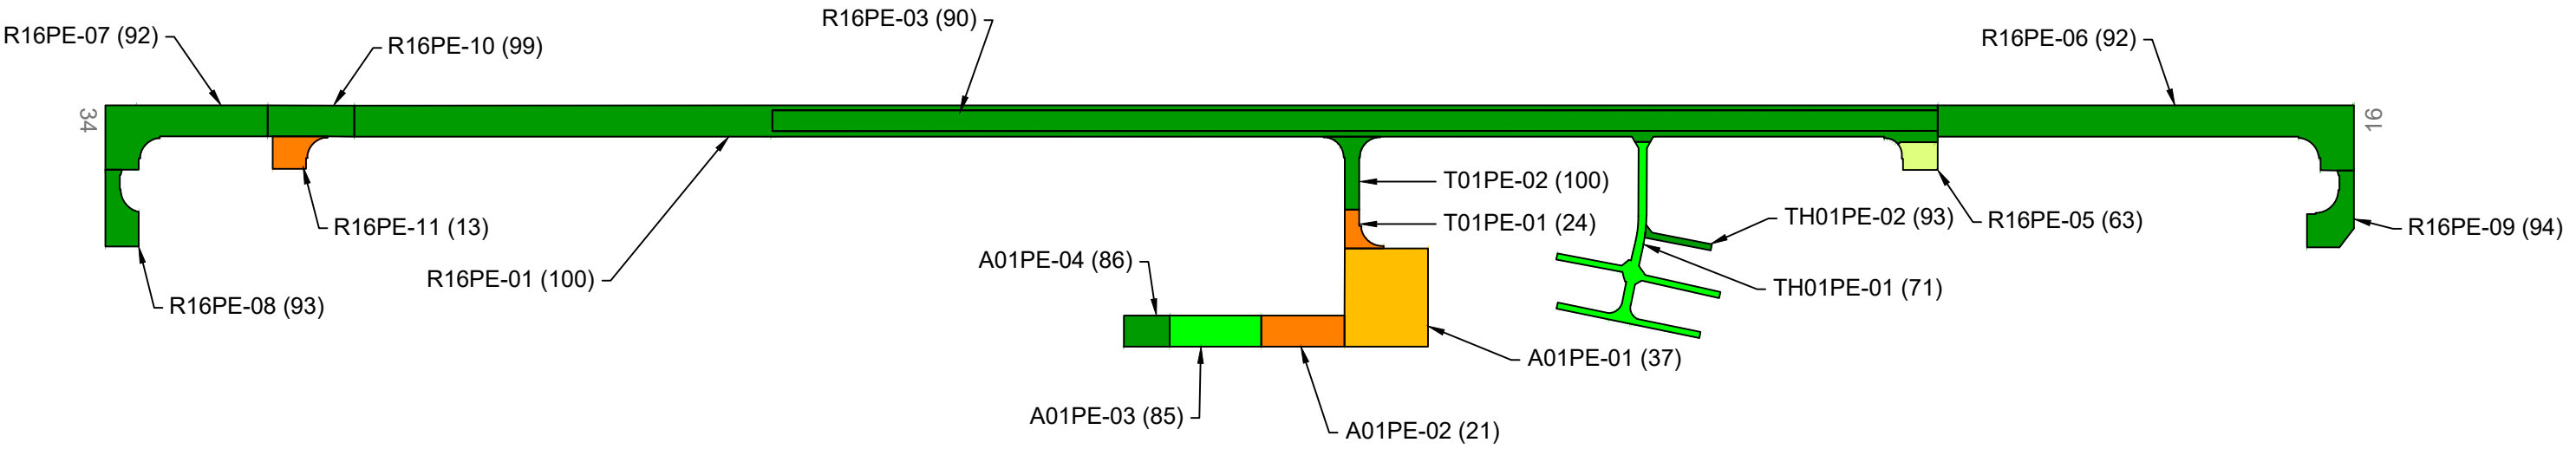 R16PE-03 (90)
R16PE-07 (92)
R16PE-10 (99)
R16PE-06 (92)
34
16
T01PE-02 (100)
T01PE-01 (24)
TH01PE-02 (93)
R16PE-05 (63)
R16PE-09 (94)
R16PE-11 (13)
A01PE-04 (86)
R16PE-01 (100)
TH01PE-01 (71)
R16PE-08 (93)
A01PE-01 (37)
A01PE-03 (85)
A01PE-02 (21)